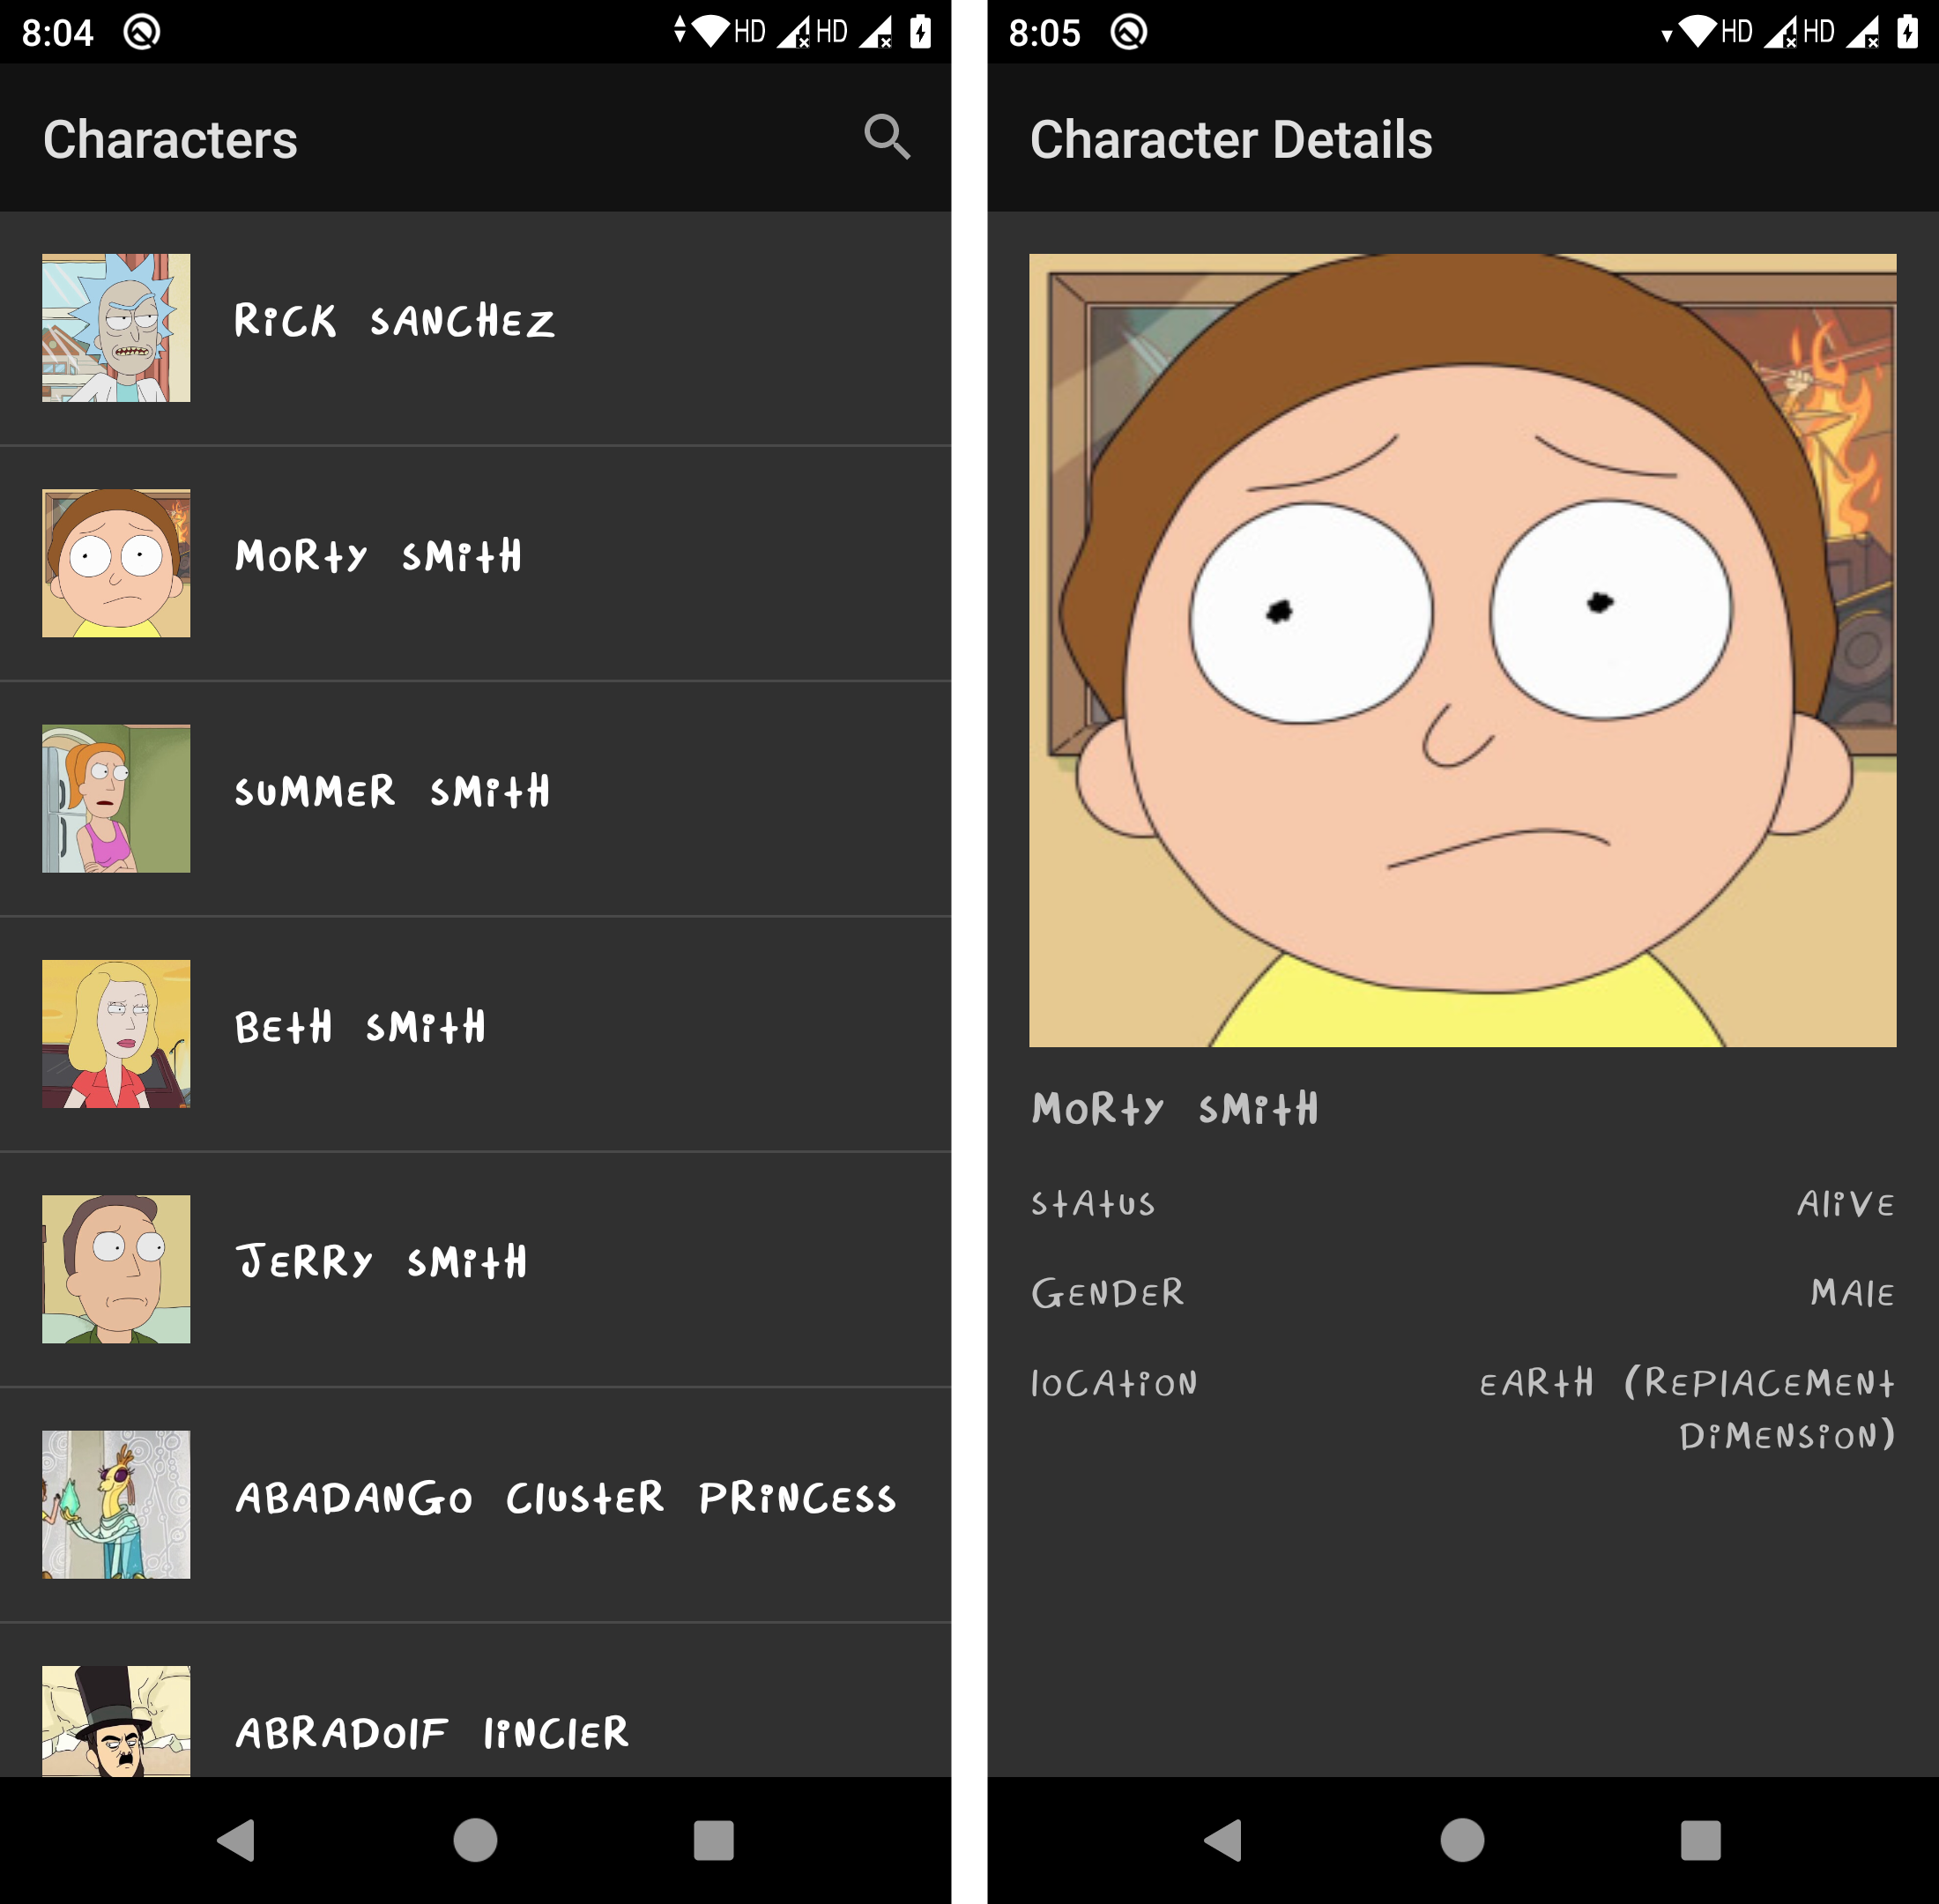 8:04
HD
HD
Characters
Rick Sanchez
Morty Smith
Summer Smith
Beth Smith
Jerry Smith
Abadango Cluster Princess
Abradolf Lincler
8:05
HD
HD
Character Details
Morty Smith
Status Alive
Gender Male
Location Earth (Replacement
Dimension)